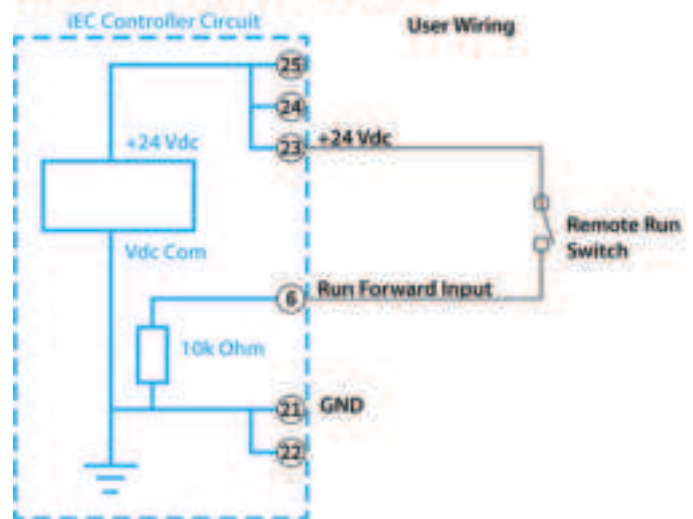 iEC Controller Circuit
User Wiring
25
24
+24 Vdc
23
+24 Vdc
Remote Run
Switch
Vdc Com
6
Run Forward Input
10k Ohm
21
GND
22